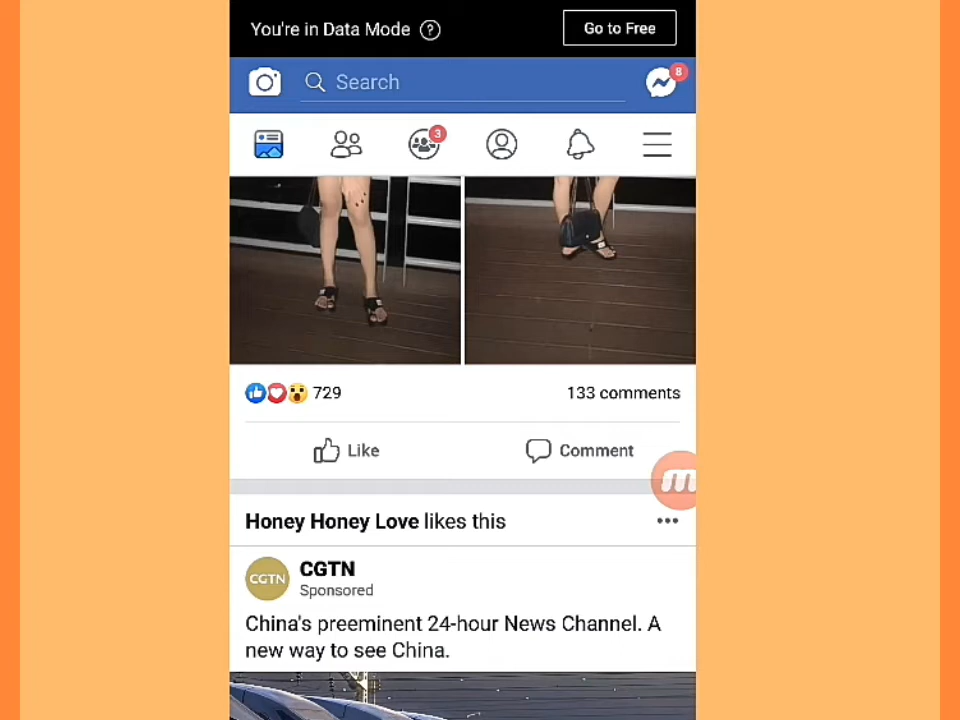 You're in Data Mode ?
Go to Free
Search
8
3
729
133 comments
Like
Comment
m
Honey Honey Love likes this
CGTN
CGTN
Sponsored
China's preeminent 24-hour News Channel. A
new way to see China.